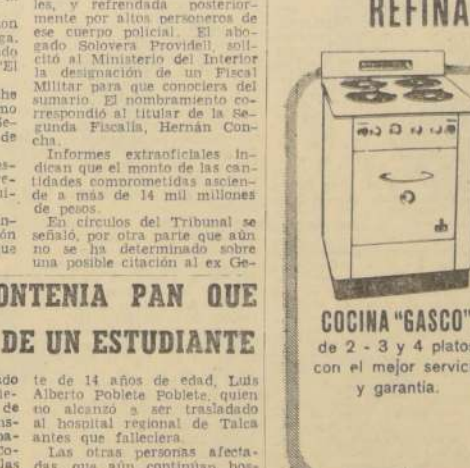 les, y refrendada posterior-
mente por altos personeros de
ese cuerpo policial. El abo-
gado Solovera Providell, soli-
citó al Ministerio del Interior
la designación de un Fiscal
Militar para que conociera del
sumario. El nombramiento co-
rrespondió al titular de la Se-
gunda Fiscalía, Hernán Con-
cha.
Informes extraoficiales in-
dican que el monto de las can-
tidades comprometidas ascien-
de a más de 14 mil millones
de pesos.
En círculos del Tribunal se
señaló, por otra parte que aún
no se ha determinado sobre
una posible citación al ex Ge-
ONTENIA PAN QUE
DE UN ESTUDIANTE
te de 14 años de edad, Luis
Alberto Poblete Poblete, quien
no alcanzó a ser trasladado
al hospital regional de Talca
antes que falleciera.
Las otras personas afecta-
das que aún continúan hos-
REFINA
COCINA "GASCO"
de 2 - 3 y 4 platos
con el mejor servic
y garantía.